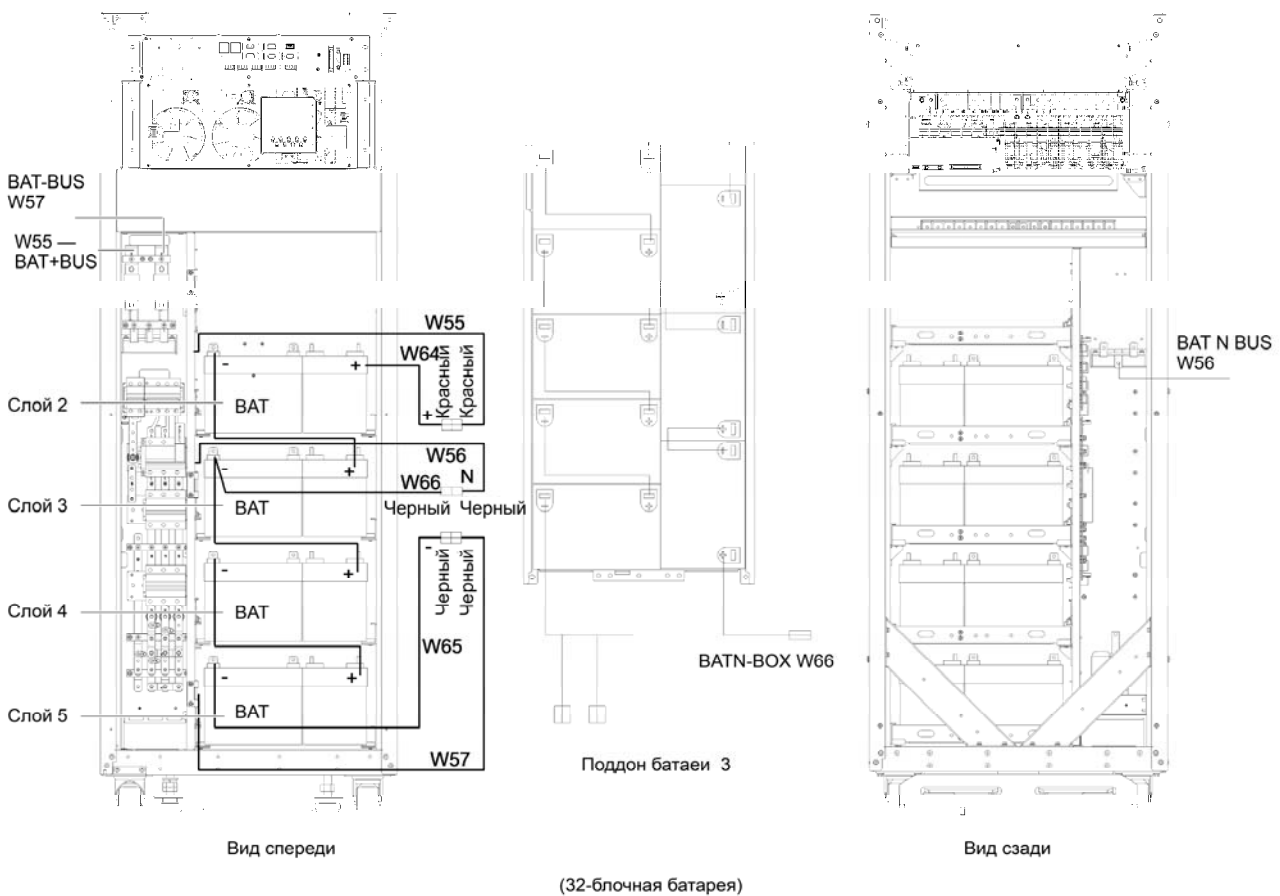 BAT-BUS
W57
W55
BAT+BUS
W55
W64
Красный
Красный
+
-
+
Слой 2
BAT
W56
N
W66
Черный Черный
-
+
Слой 3
BAT
-
Черный
Черный
-
+
Слой 4
BAT
W65
-
+
Слой 5
BAT
W57
BATN-BOX W66
Поддон батаеи 3
BAT N BUS
W56
Вид спереди
Вид сзади
(32-блочная батарея)